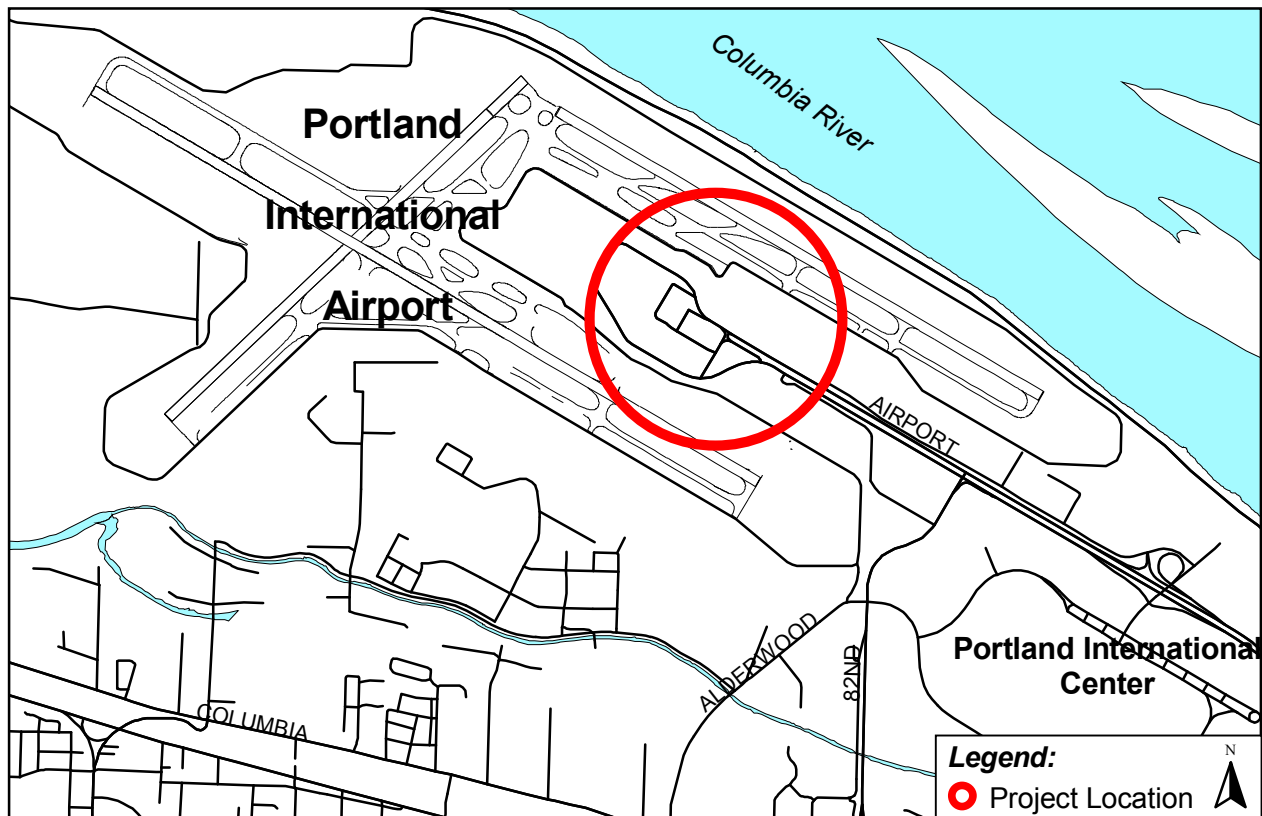 Columbia River
Portland
International
Airport
AIRPORT
ALDERWOOD
82ND
Portland International
Center
COLUMBIA
Legend:
Project Location
N